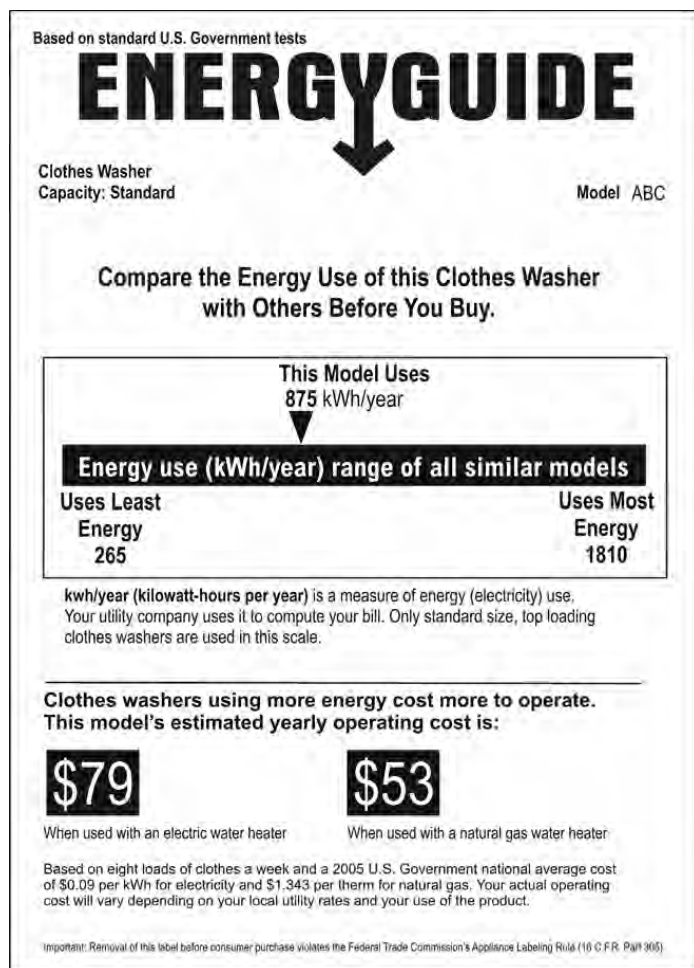 Based on standard U.S. Government tests
ENERGYGUIDE
Clothes Washer
Capacity: Standard
Model ABC
Compare the Energy Use of this Clothes Washer
with Others Before You Buy.
This Model Uses
875 kWh/year
Energy use (kWh/year) range of all similar models
Uses Least
Energy
265
Uses Most
Energy
1810
kwh/year (kilowatt-hours per year) is a measure of energy (electricity) use.
Your utility company uses it to compute your bill. Only standard size, top loading
clothes washers are used in this scale.
Clothes washers using more energy cost more to operate.
This model's estimated yearly operating cost is:
$79
When used with an electric water heater
$53
When used with a natural gas water heater
Based on eight loads of clothes a week and a 2005 U.S. Government national average cost
of $0.09 per kWh for electricity and $1.343 per therm for natural gas. Your actual operating
cost will vary depending on your local utility rates and your use of the product.
Important: Removal of this label before consumer purchase violates the Federal Trade Commission's Appliance Labeling Rule (16 C.F.R. Part 305)